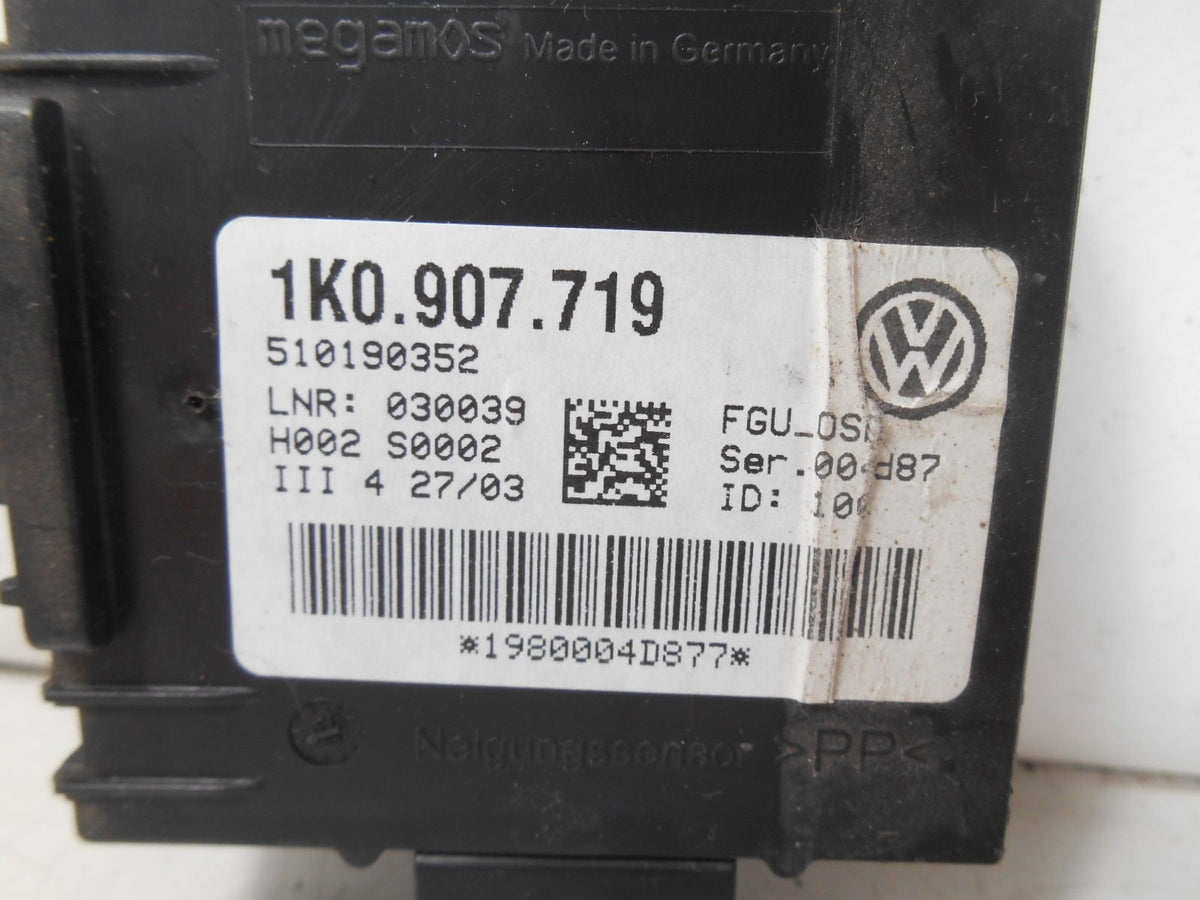 megamos Made in Germany
1K0.907.719
510190352
LNR: 030039
H002 S0002
III 4 27/03
FGU_OS
Ser.004d87
ID: 10
*1980004D877*
Neigungssensor >PP<